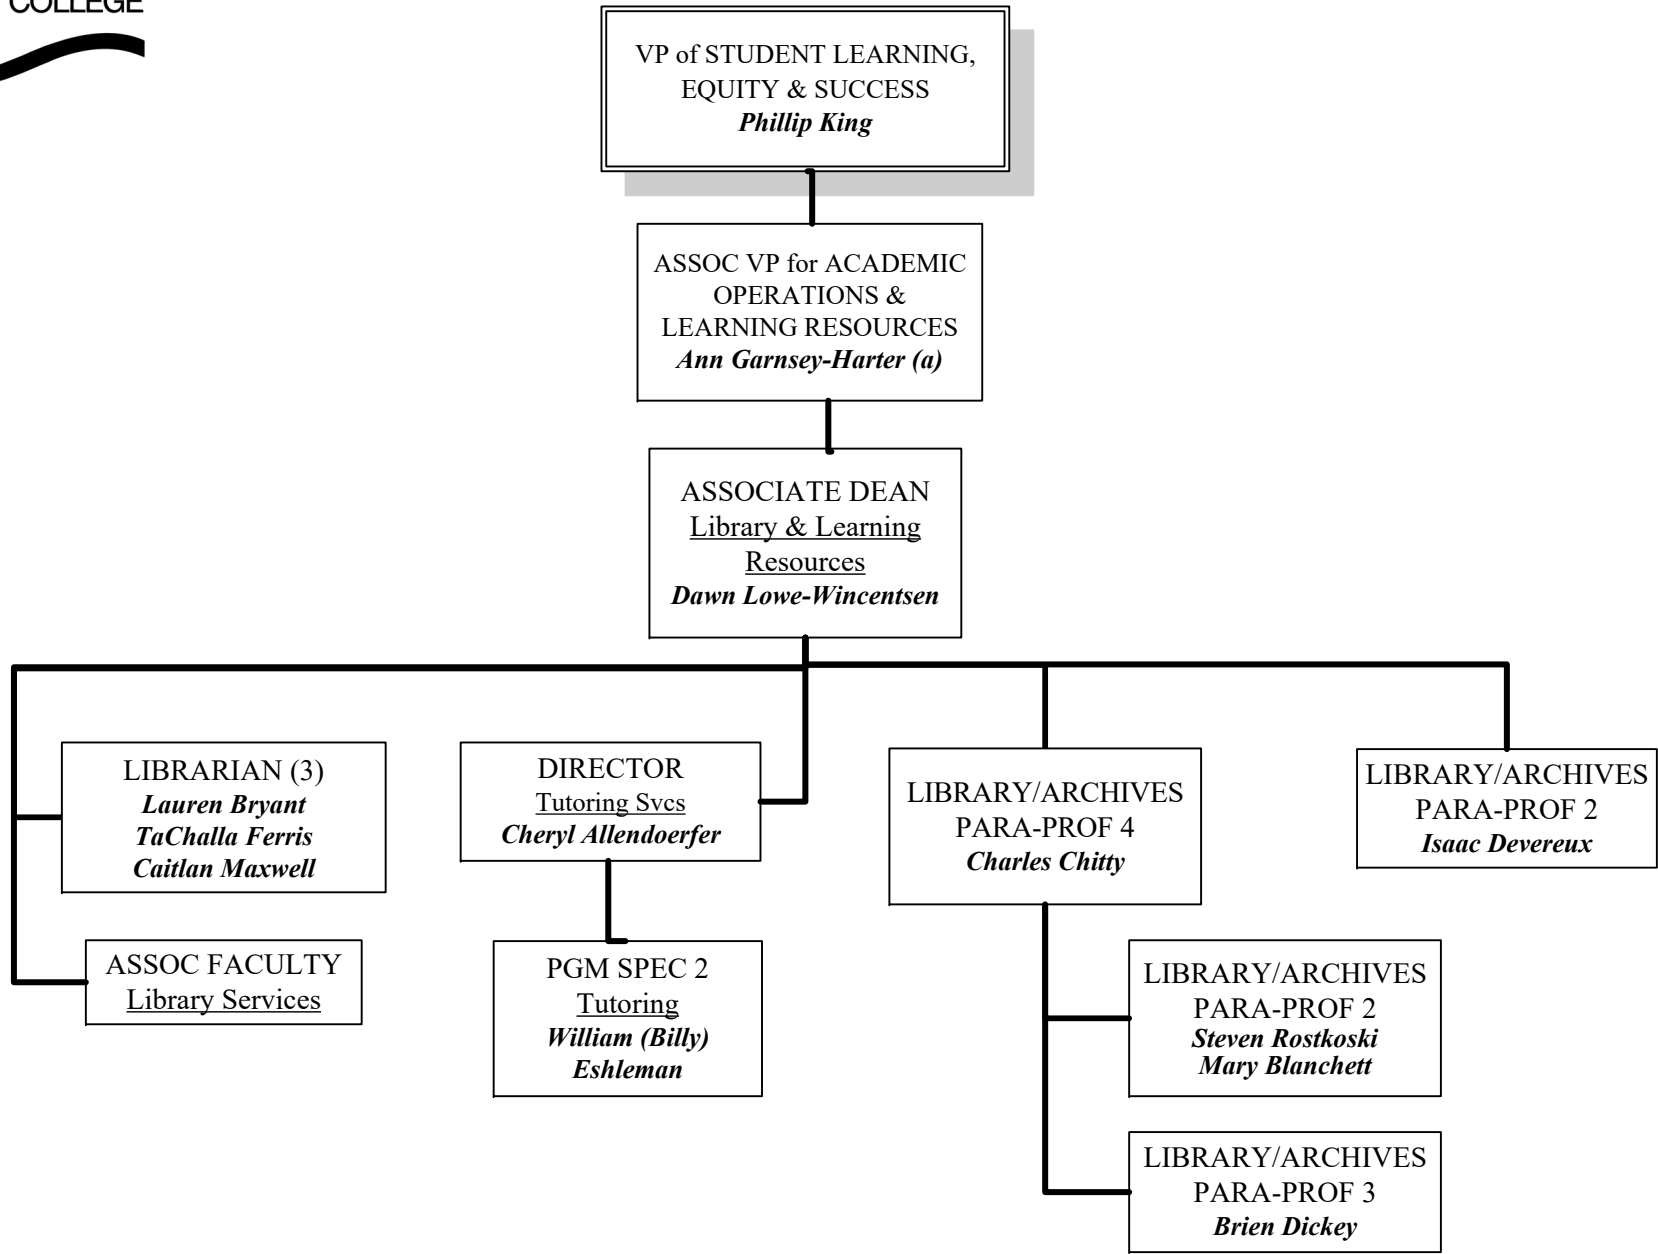 COLLEGE
VP of STUDENT LEARNING,
EQUITY & SUCCESS
Phillip King
ASSOC VP for ACADEMIC
OPERATIONS &
LEARNING RESOURCES
Ann Garnsey-Harter (a)
ASSOCIATE DEAN
Library & Learning
Resources
Dawn Lowe-Wincentsen
LIBRARIAN (3)
Lauren Bryant
TaChalla Ferris
Caitlan Maxwell
ASSOC FACULTY
Library Services
DIRECTOR
Tutoring Svcs
Cheryl Allendoerfer
PGM SPEC 2
Tutoring
William (Billy)
Eshleman
LIBRARY/ARCHIVES
PARA-PROF 4
Charles Chitty
LIBRARY/ARCHIVES
PARA-PROF 2
Steven Rostkoski
Mary Blanchett
LIBRARY/ARCHIVES
PARA-PROF 3
Brien Dickey
LIBRARY/ARCHIVES
PARA-PROF 2
Isaac Devereux